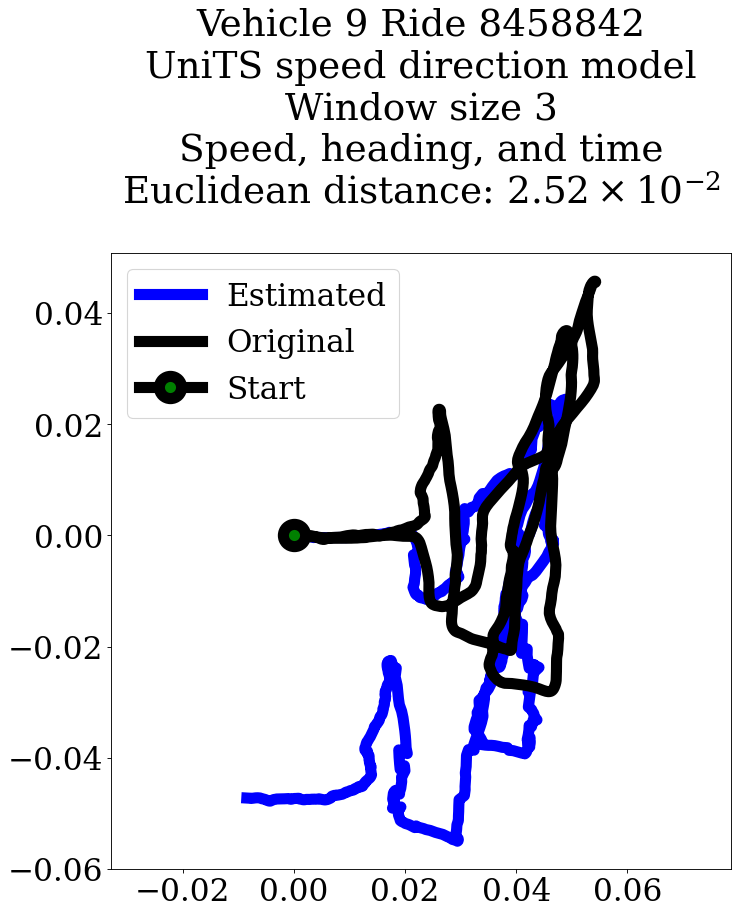 Vehicle 9 Ride 8458842
UniTS speed direction model
Window size 3
Speed, heading, and time
Euclidean distance: 2.52 × 10⁻²
Estimated
Original
Start
0.04
0.02
0.00
−0.02
−0.04
−0.06
−0.02 0.00 0.02 0.04 0.06